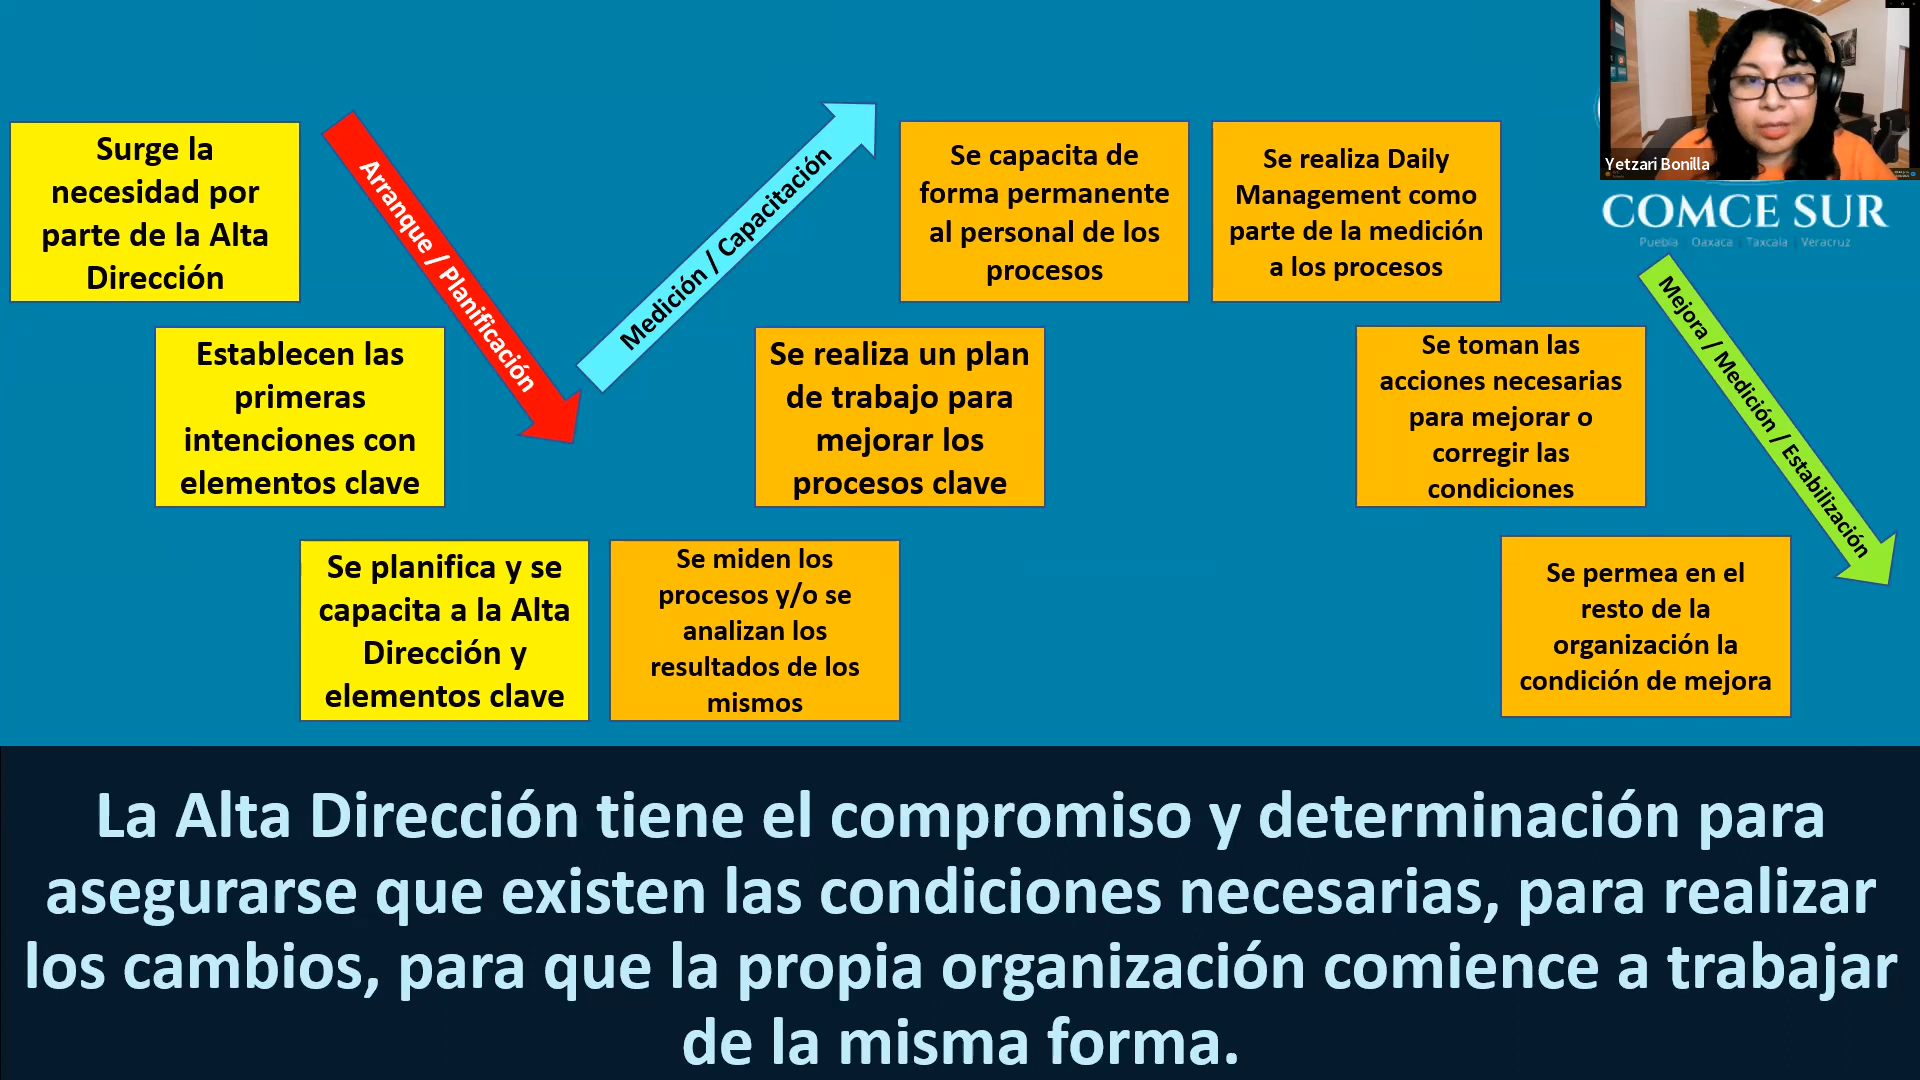 Surge la
necesidad por
parte de la Alta
Dirección
Arranque / Planificación
Establecen las
primeras
intenciones con
elementos clave
Se planifica y se
capacita a la Alta
Dirección y
elementos clave
Medición / Capacitación
Se miden los
procesos y/o se
analizan los
resultados de los
mismos
Se realiza un plan
de trabajo para
mejorar los
procesos clave
Se capacita de
forma permanente
al personal de los
procesos
Se realiza Daily
Management como
parte de la medición
a los procesos
Se toman las
acciones necesarias
para mejorar o
corregir las
condiciones
Se permea en el
resto de la
organización la
condición de mejora
Mejora / Medición / Estabilización
Yetzari Bonilla
COMCE SUR
Puebla | Oaxaca | Taxcala | Veracruz
La Alta Dirección tiene el compromiso y determinación para
asegurarse que existen las condiciones necesarias, para realizar
los cambios, para que la propia organización comience a trabajar
de la misma forma.